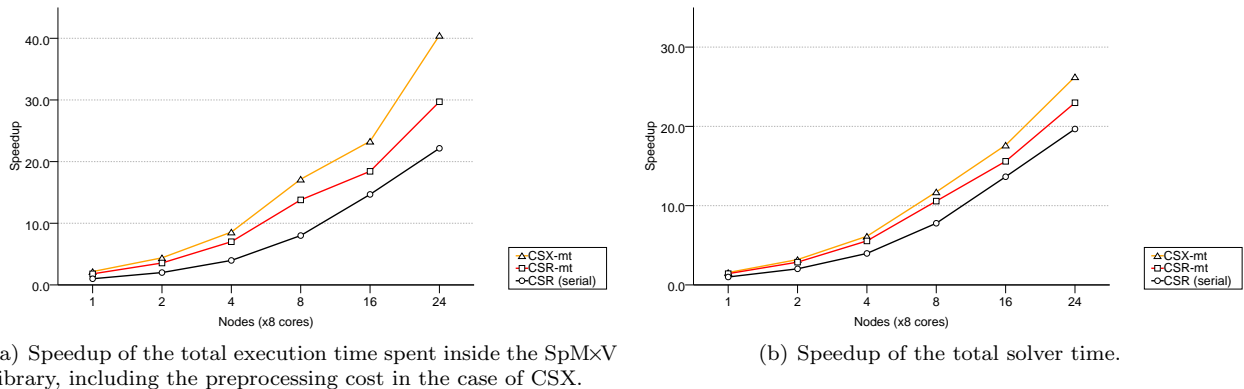 40.0
30.0
20.0
10.0
0.0
Speedup
1
2
4
8
16
24
Nodes (x8 cores)
CSX-mt
CSR-mt
CSR (serial)
a) Speedup of the total execution time spent inside the SpM×V
ibrary, including the preprocessing cost in the case of CSX.
30.0
20.0
10.0
0.0
Speedup
1
2
4
8
16
24
Nodes (x8 cores)
CSX-mt
CSR-mt
CSR (serial)
(b) Speedup of the total solver time.